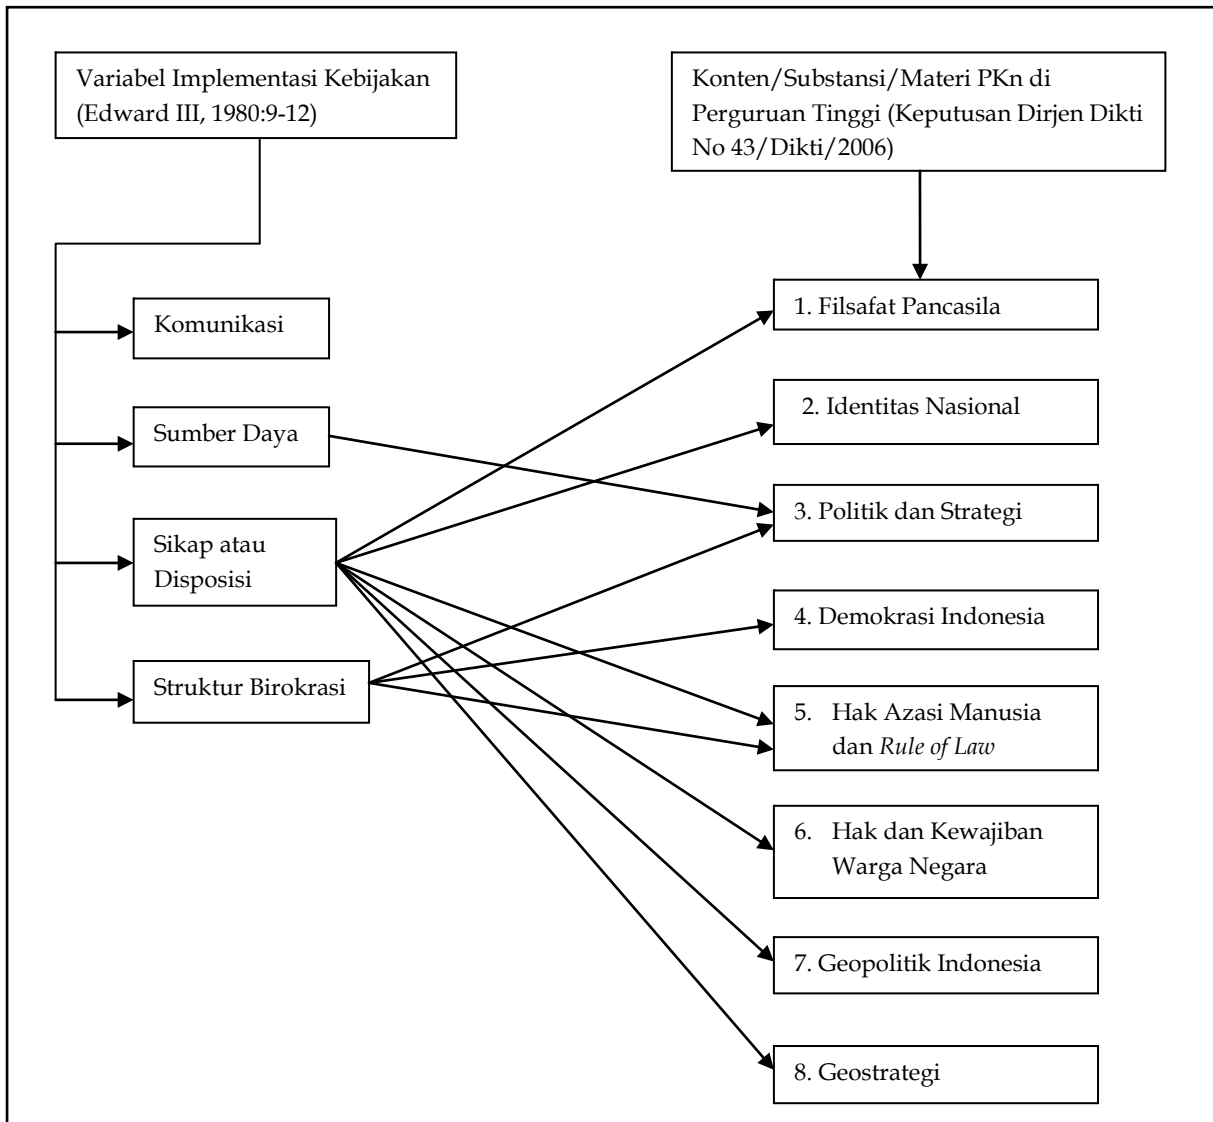 Variabel Implementasi Kebijakan
(Edward III, 1980:9-12)
Konten/Substansi/Materi PKn di
Perguruan Tinggi (Keputusan Dirjen Dikti
No 43/Dikti/2006)
Komunikasi
Sumber Daya
Sikap atau
Disposisi
Struktur Birokrasi
1. Filsafat Pancasila
2. Identitas Nasional
3. Politik dan Strategi
4. Demokrasi Indonesia
5. Hak Azasi Manusia
dan Rule of Law
6. Hak dan Kewajiban
Warga Negara
7. Geopolitik Indonesia
8. Geostrategi